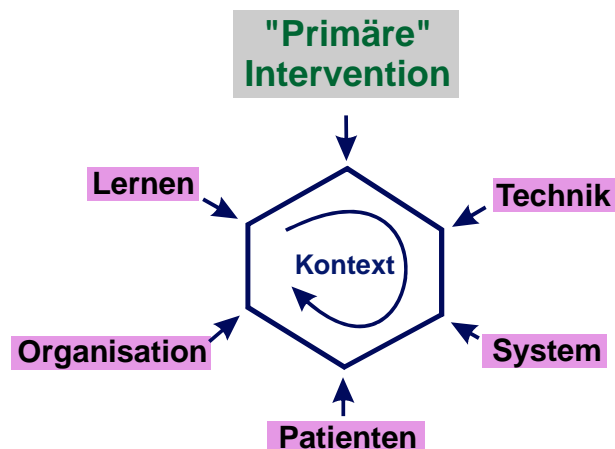 "Primäre"
Intervention
Lernen
Technik
Kontext
Organisation
System
Patienten